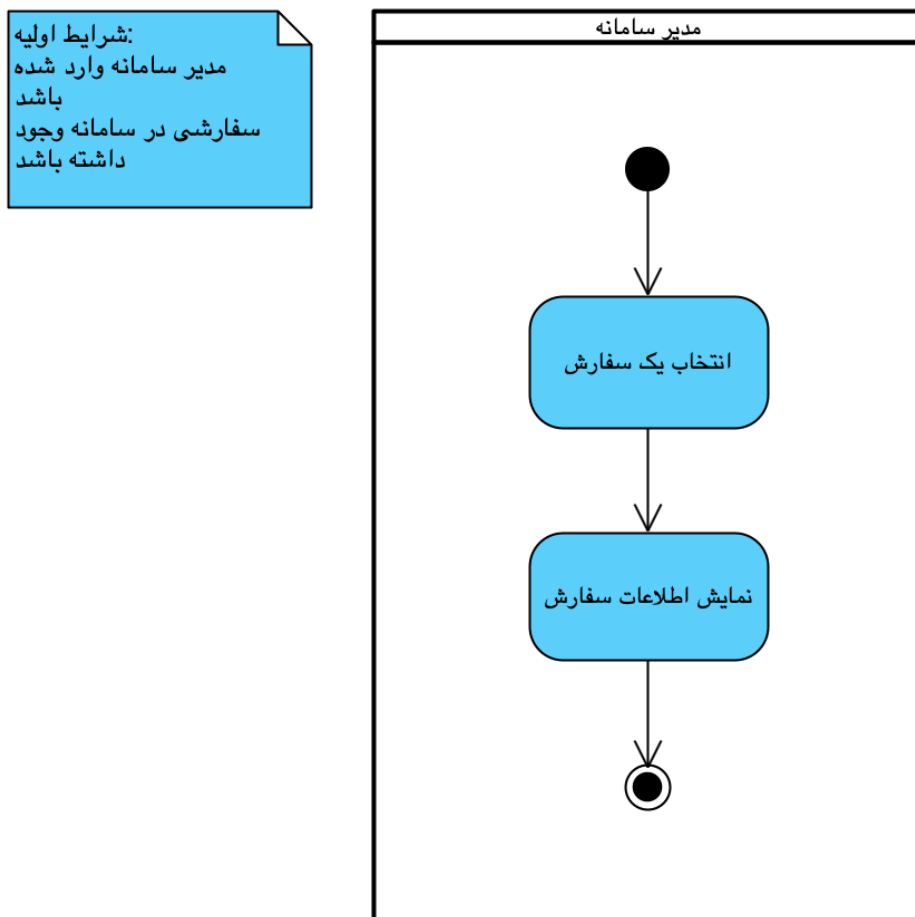 شرایط اولیه:
مدیر سامانه وارد شده
باشد
سفارشی در سامانه وجود
داشته باشد
مدیر سامانه
انتخاب یک سفارش
نمایش اطلاعات سفارش